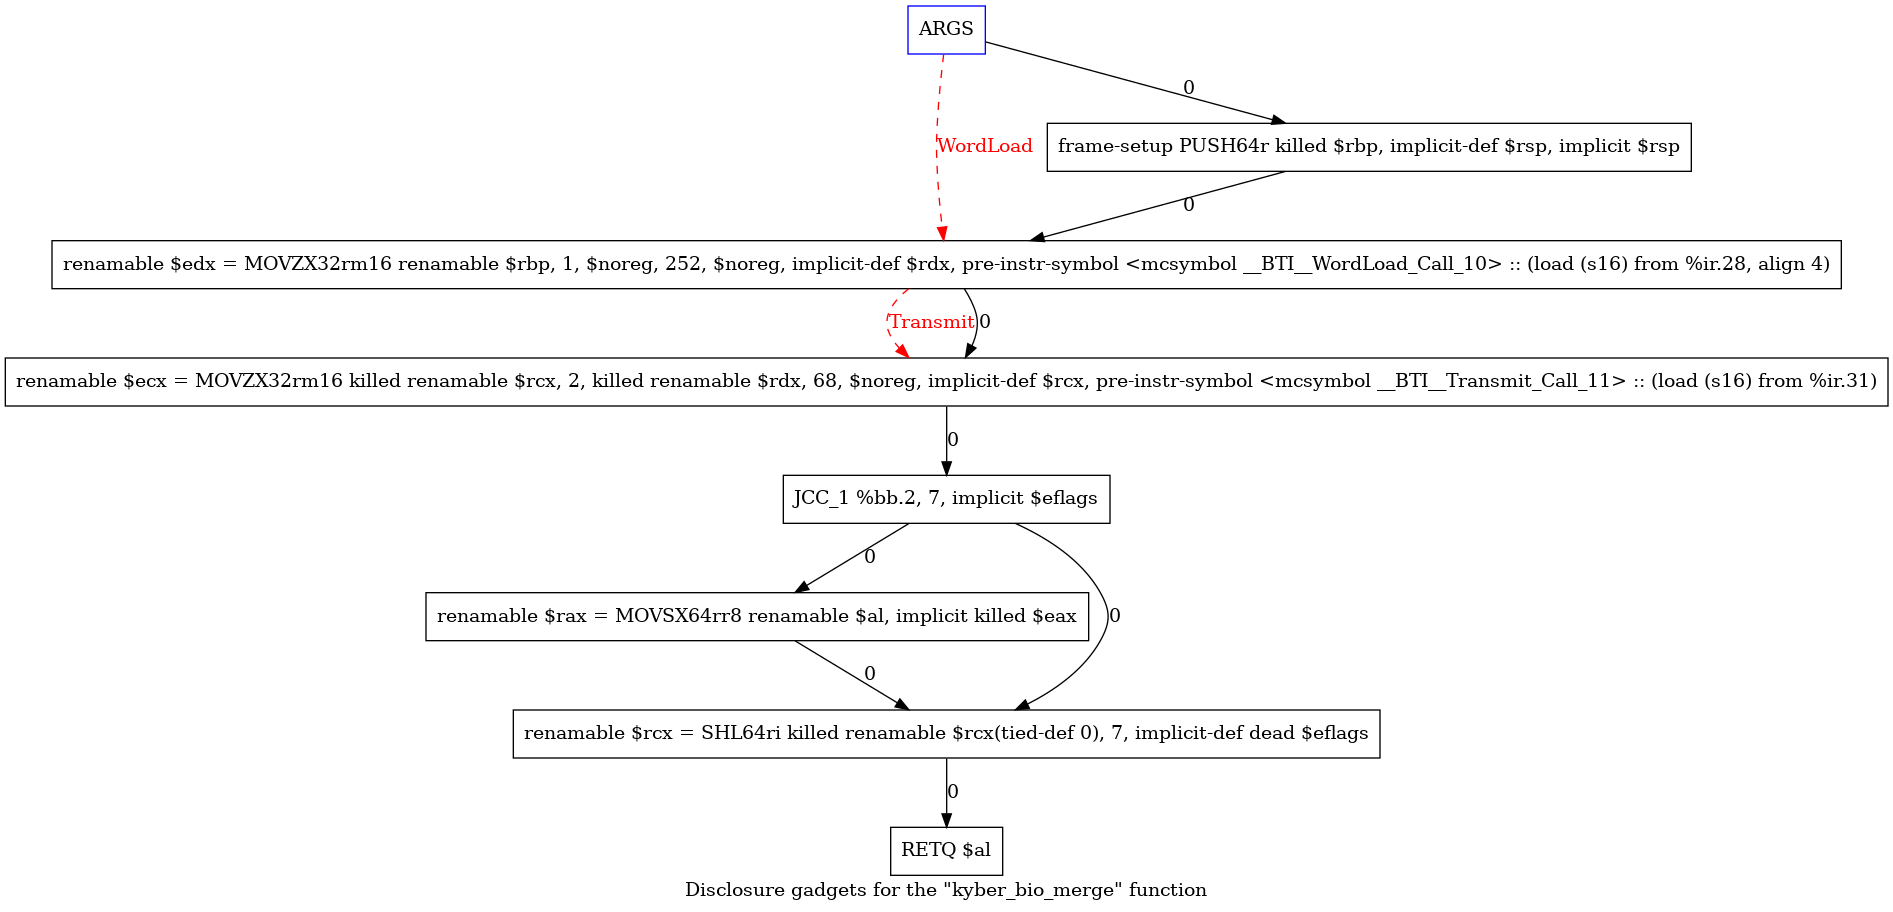 ARGS
0
WordLoad
frame-setup PUSH64r killed $rbp, implicit-def $rsp, implicit $rsp
0
renamable $edx = MOVZX32rm16 renamable $rbp, 1, $noreg, 252, $noreg, implicit-def $rdx, pre-instr-symbol <mcsymbol __BTI__WordLoad_Call_10> :: (load (s16) from %ir.28, align 4)
Transmit
0
renamable $ecx = MOVZX32rm16 killed renamable $rcx, 2, killed renamable $rdx, 68, $noreg, implicit-def $rcx, pre-instr-symbol <mcsymbol __BTI__Transmit_Call_11> :: (load (s16) from %ir.31)
0
JCC_1 %bb.2, 7, implicit $eflags
0
renamable $rax = MOVSX64rr8 renamable $al, implicit killed $eax
0
0
renamable $rcx = SHL64ri killed renamable $rcx(tied-def 0), 7, implicit-def dead $eflags
0
RETQ $al
Disclosure gadgets for the "kyber_bio_merge" function